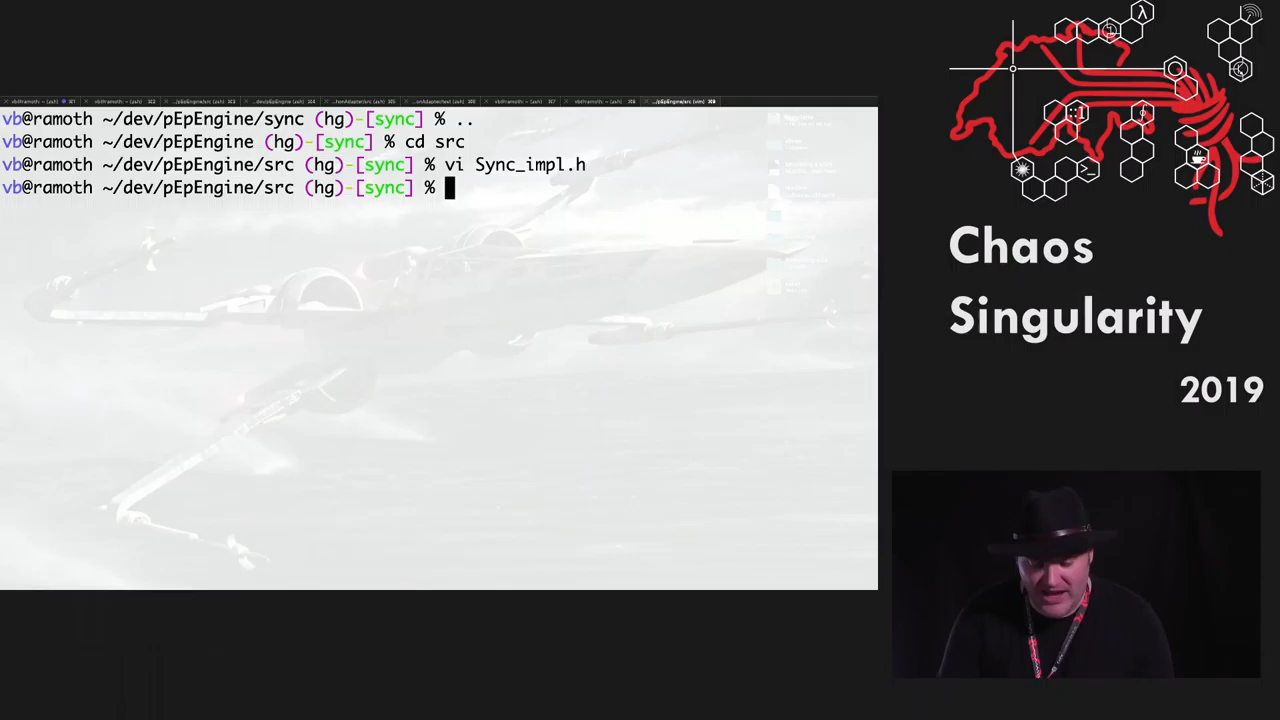 vb@ramoth ~/dev/pEpEngine/sync (hg)-[sync] % ..
vb@ramoth ~/dev/pEpEngine (hg)-[sync] % cd src
vb@ramoth ~/dev/pEpEngine/src (hg)-[sync] % vi Sync_impl.h
vb@ramoth ~/dev/pEpEngine/src (hg)-[sync] %
Chaos
Singularity
2019